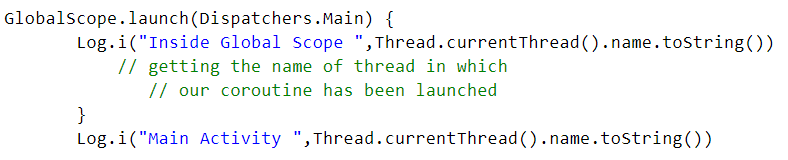 GlobalScope.launch(Dispatchers.Main) {
Log.i("Inside Global Scope ",Thread.currentThread().name.toString())
// getting the name of thread in which
// our coroutine has been launched
}
Log.i("Main Activity ",Thread.currentThread().name.toString())